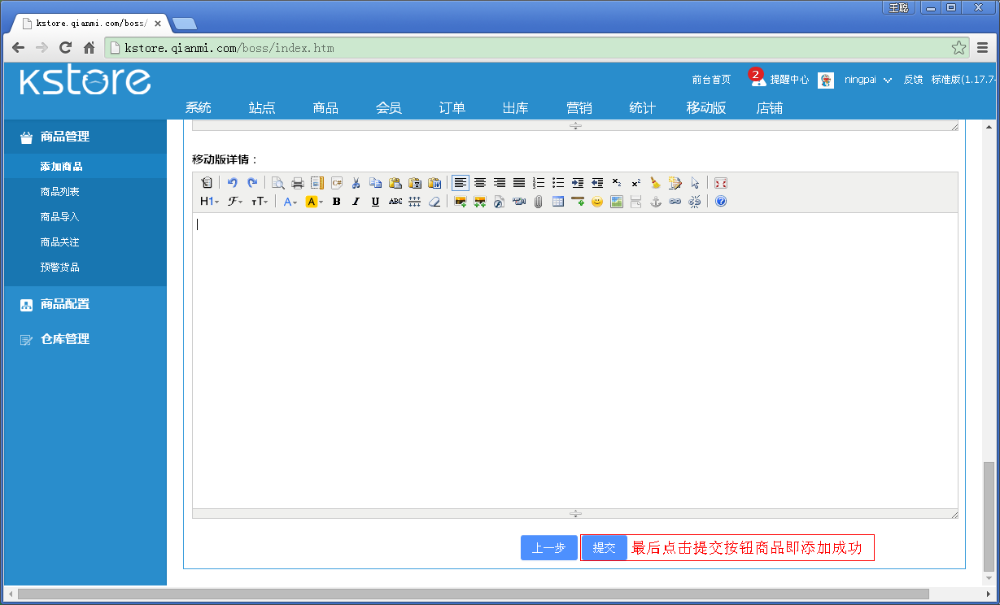 王聪
kstore.qianmi.com/boss/
kstore.qianmi.com/boss/index.htm
kstore
前台首页
2
提醒中心
ningpai
反馈
标准版(1.17.7-
系统 站点 商品 会员 订单 出库 营销 统计 移动版 店铺
商品管理
添加商品
商品列表
商品导入
商品关注
预警货品
商品配置
仓库管理
移动版详情：
H1 F TT A A B I U ABC
上一步
提交
最后点击提交按钮商品即添加成功